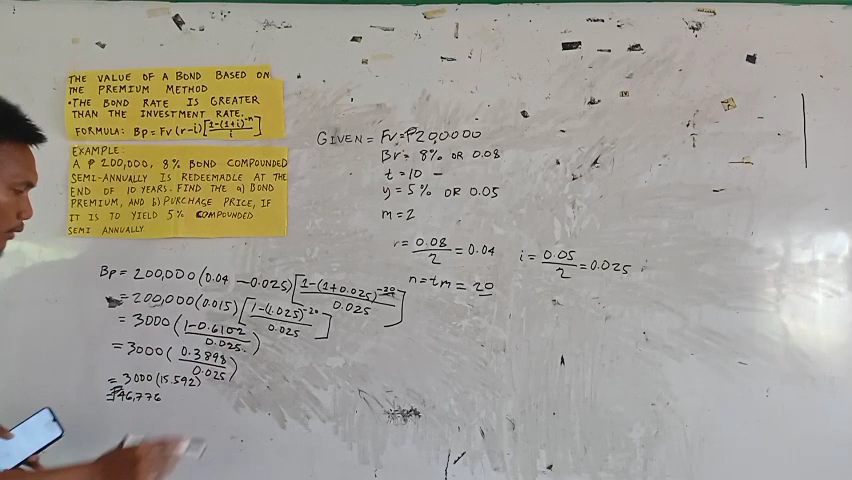 THE VALUE OF A BOND BASED ON
THE PREMIUM METHOD
•THE BOND RATE IS GREATER
THAN THE INVESTMENT RATE.
FORMULA: BP = FV (r-i) [1-(1+i)^-n / i]
EXAMPLE:
A ₱ 200,000, 8% BOND COMPOUNDED
SEMI-ANNUALLY IS REDEEMABLE AT THE
END OF 10 YEARS. FIND THE a) BOND
PREMIUM, AND b) PURCHASE PRICE, IF
IT IS TO YIELD 5% COMPOUNDED
SEMI ANNUALLY
GIVEN = FV = ₱200000
Br = 8% OR 0.08
t = 10 -
y = 5% OR 0.05
m = 2
r = 0.08 / 2 = 0.04
i = 0.05 / 2 = 0.025
n = tm = 20
BP = 200,000 (0.04 - 0.025) [1-(1+0.025)^-20 / 0.025]
= 200,000 (0.015) [1-(1.025)^-20 / 0.025]
= 3000 (1-0.6102 / 0.025)
= 3000 (0.3898 / 0.025)
= 3000 (15.592)
= ₱46,776